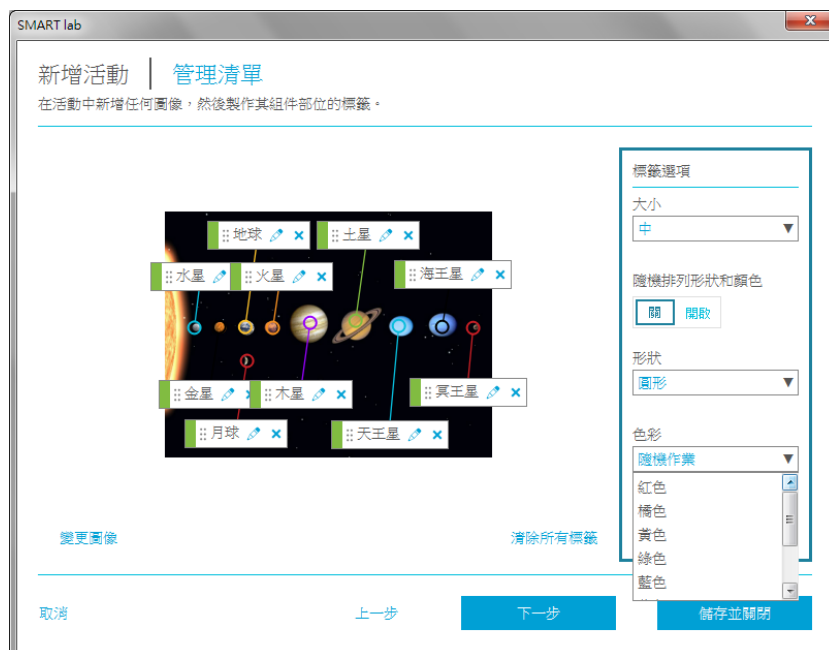 SMART lab
新增活動 | 管理清單
在活動中新增任何圖像，然後製作其組件部位的標籤。
地球
土星
水星
火星
海王星
金星
木星
冥王星
月球
天王星
變更圖像
清除所有標籤
標籤選項
大小
中
隨機排列形狀和顏色
關 開啟
形狀
圓形
色彩
隨機作業
紅色
橘色
黃色
綠色
藍色
取消
上一步
下一步
儲存並關閉